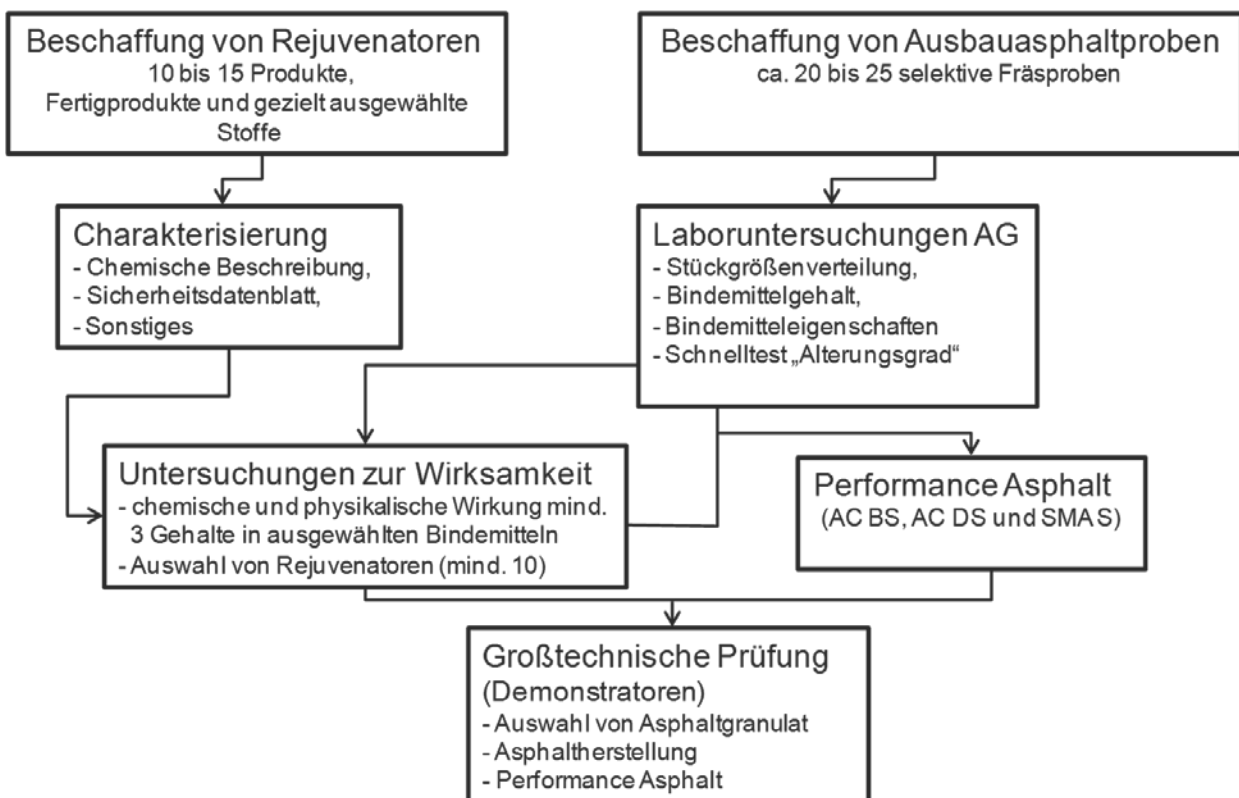 Beschaffung von Rejuvenatoren
10 bis 15 Produkte,
Fertigprodukte und gezielt ausgewählte
Stoffe
Beschaffung von Ausbauasphaltproben
ca. 20 bis 25 selektive Fräsproben
Charakterisierung
- Chemische Beschreibung,
- Sicherheitsdatenblatt,
- Sonstiges
Laboruntersuchungen AG
- Stückgrößenverteilung,
- Bindemittelgehalt,
- Bindemitteleigenschaften
- Schnelltest „Alterungsgrad“
Untersuchungen zur Wirksamkeit
- chemische und physikalische Wirkung mind.
3 Gehalte in ausgewählten Bindemitteln
- Auswahl von Rejuvenatoren (mind. 10)
Performance Asphalt
(AC BS, AC DS und SMA S)
Großtechnische Prüfung
(Demonstratoren)
- Auswahl von Asphaltgranulat
- Asphaltherstellung
- Performance Asphalt